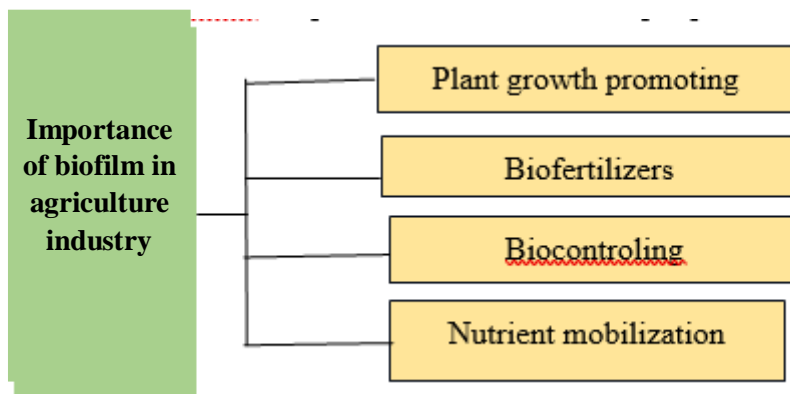 Importance
of biofilm in
agriculture
industry
Plant growth promoting
Biofertilizers
Biocontroling
Nutrient mobilization